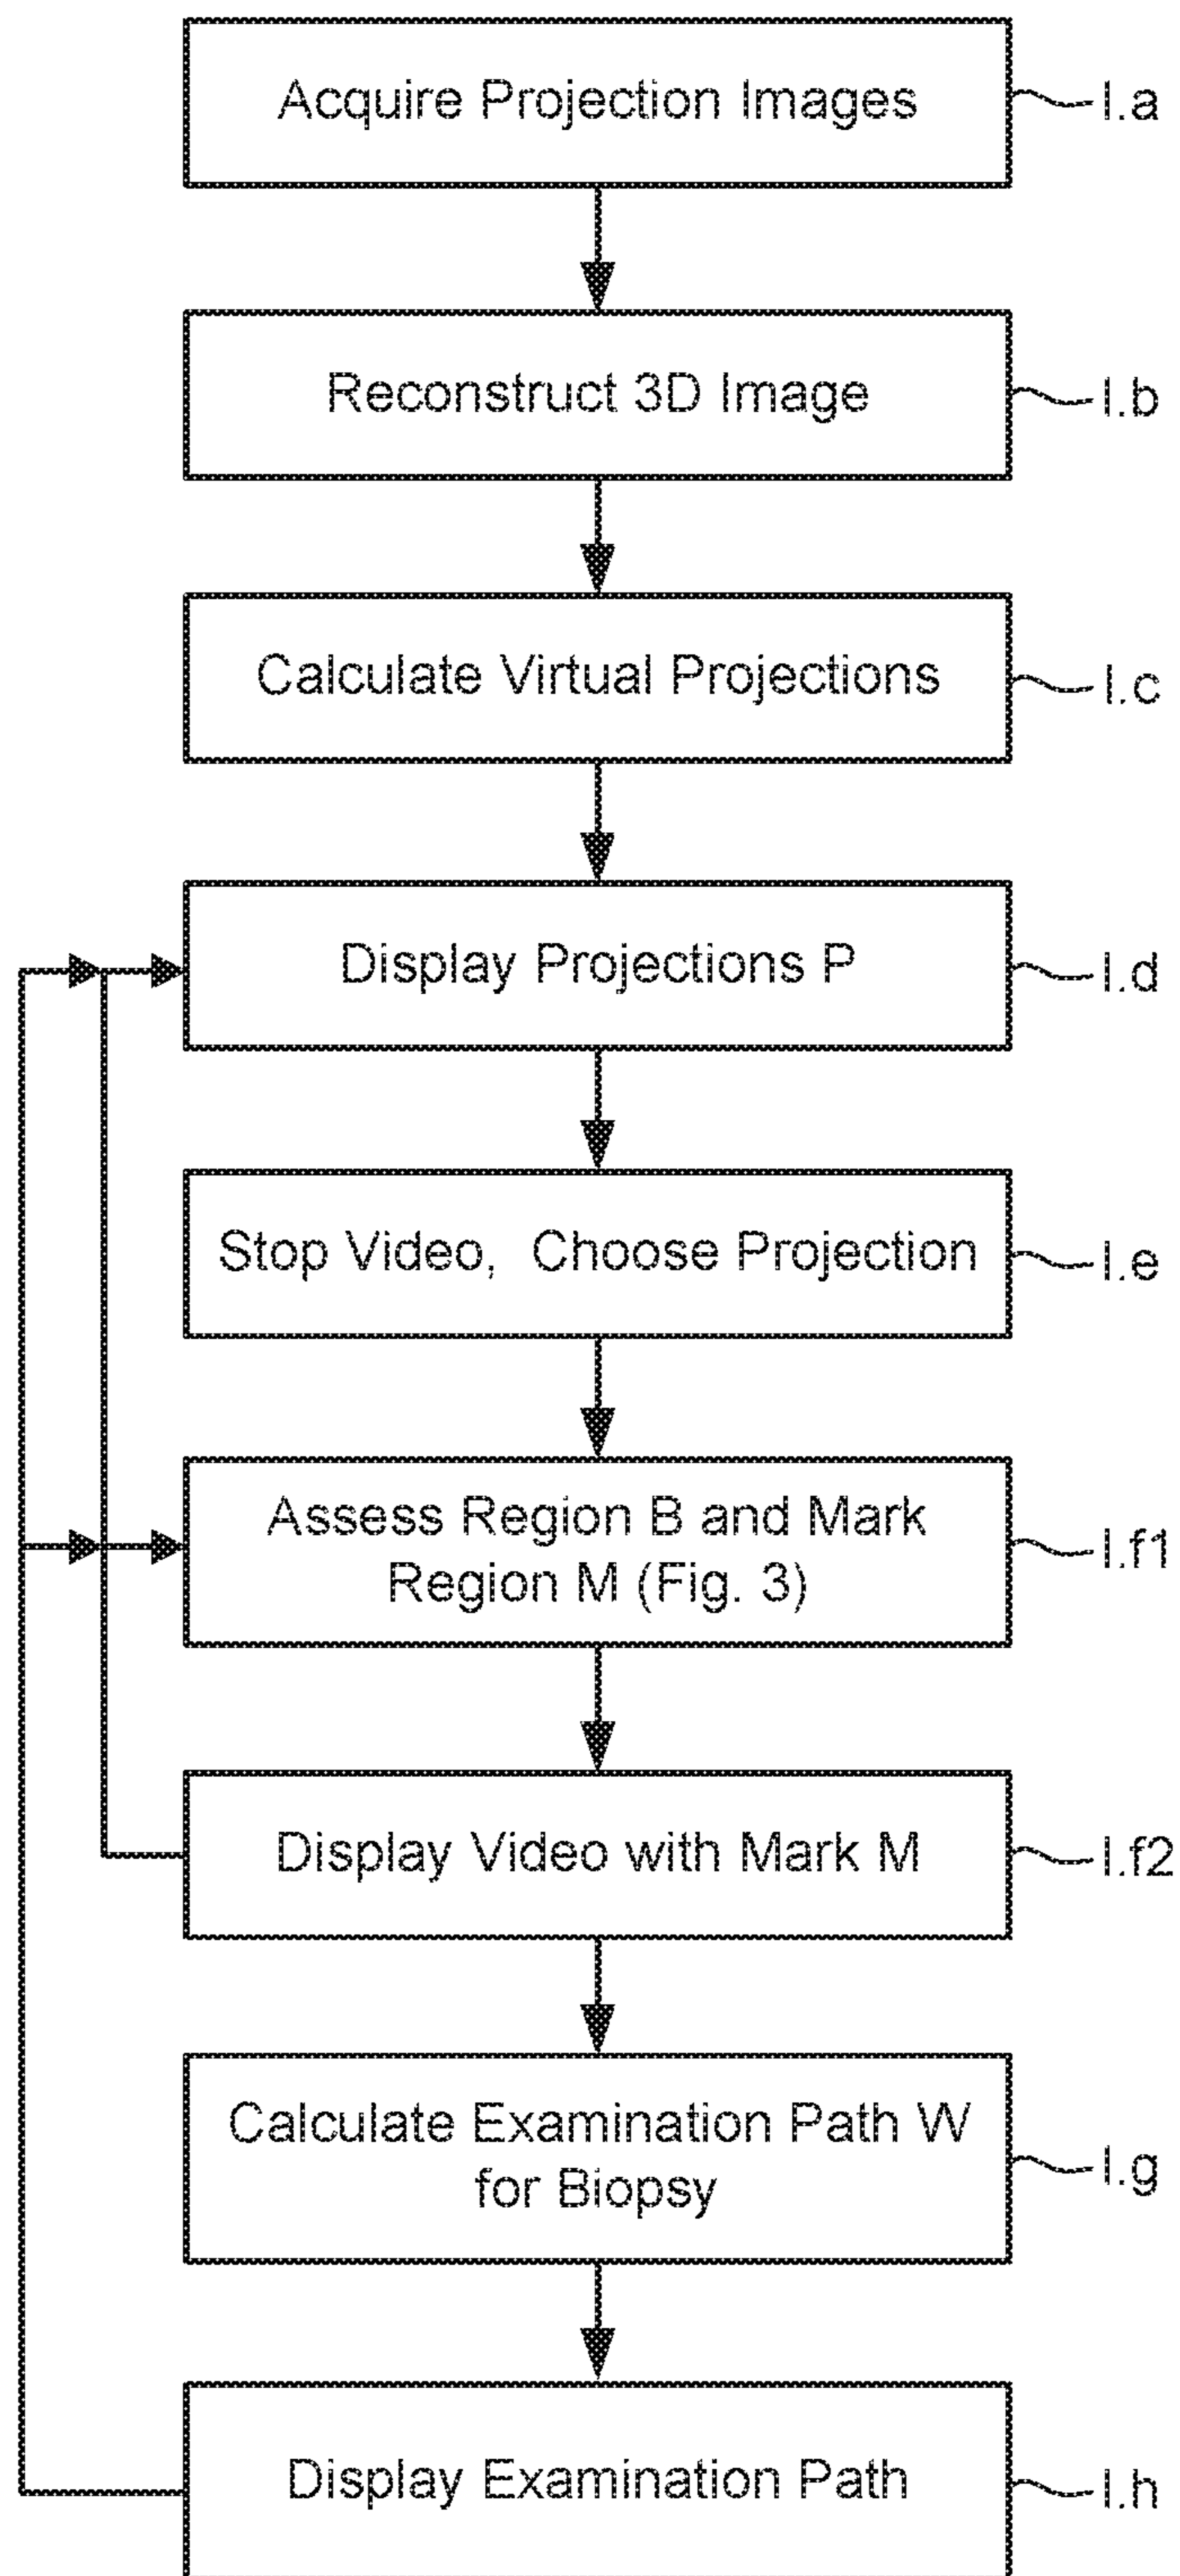 Acquire Projection Images
I.a
Reconstruct 3D Image
I.b
Calculate Virtual Projections
I.c
Display Projections P
I.d
Stop Video, Choose Projection
I.e
Assess Region B and Mark
Region M (Fig. 3)
I.f1
Display Video with Mark M
I.f2
Calculate Examination Path W
for Biopsy
I.g
Display Examination Path
I.h